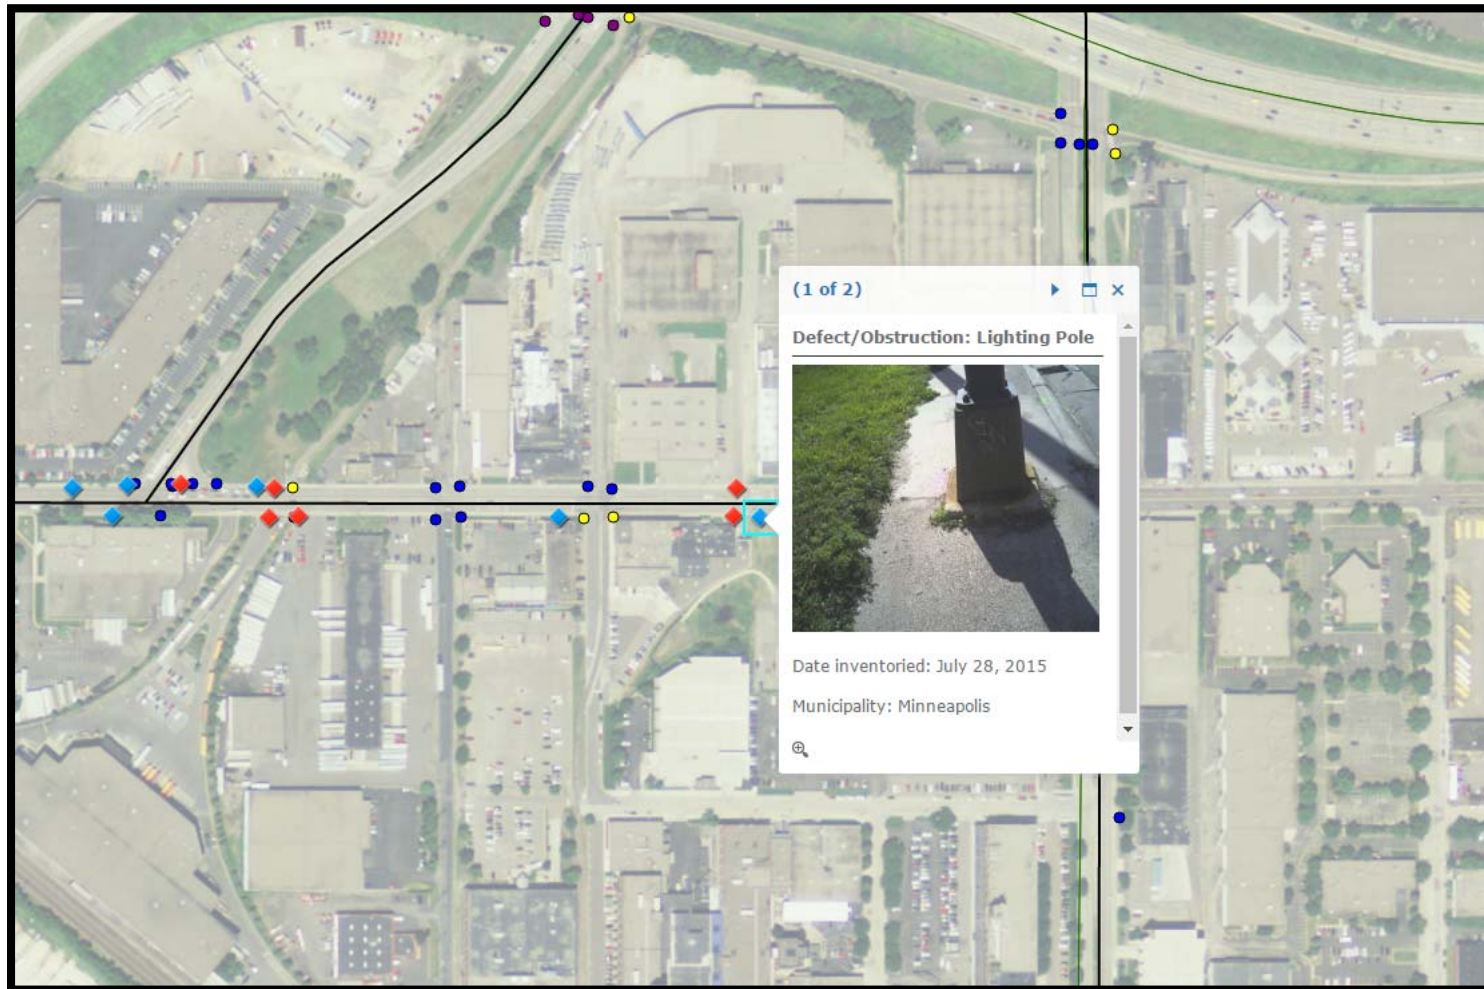 (1 of 2)
Defect/Obstruction: Lighting Pole
Date inventoried: July 28, 2015
Municipality: Minneapolis